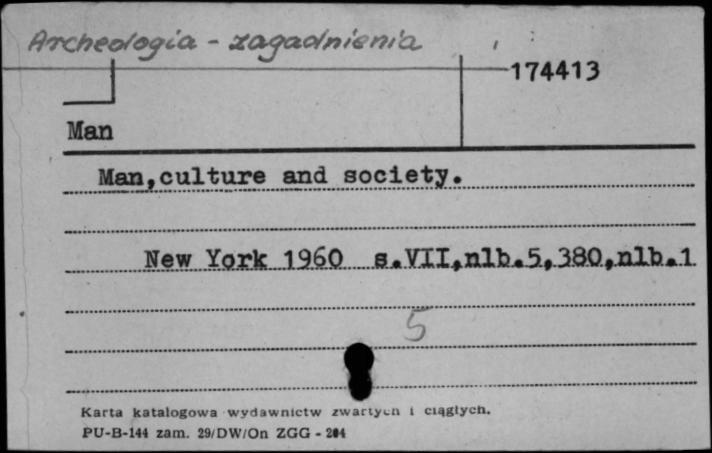 Archeologia - zagadnienia
174413
Man
Man,culture and society.
New York 1960 s.VII,nlb.5,380,nlb.1
5
Karta katalogowa wydawnictw zwartych i ciągłych.
PU-B-144 zam. 29/DW/On ZGG - 204